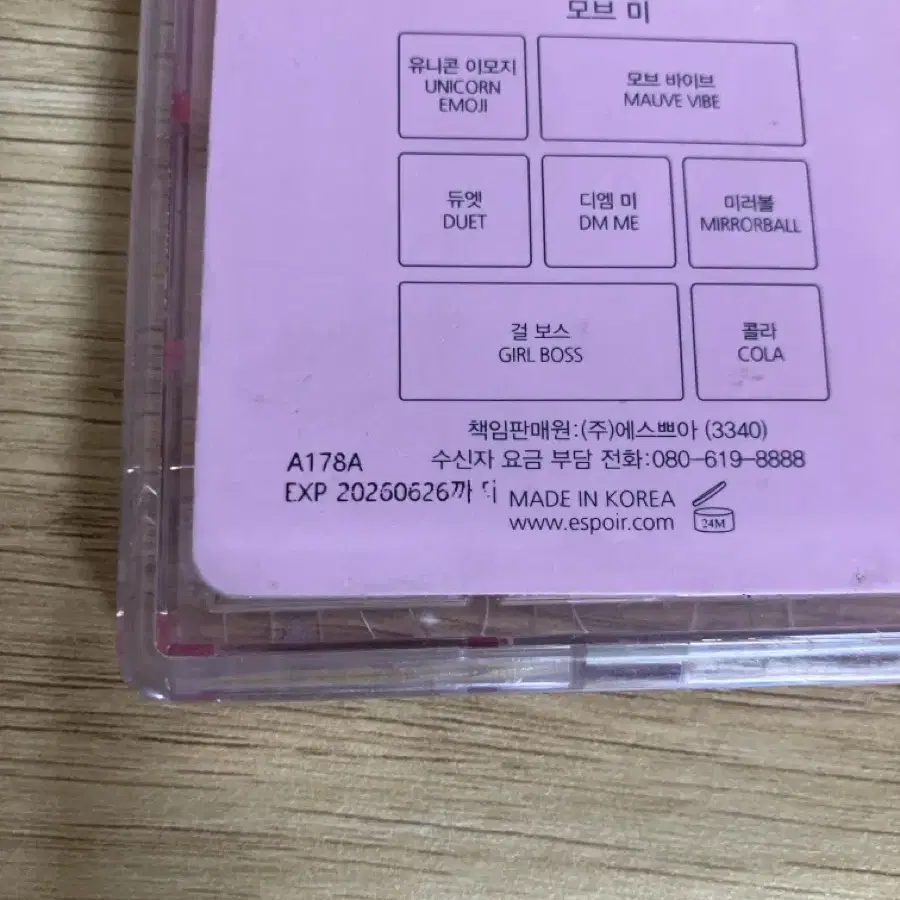 모브 미
유니콘 이모지
UNICORN
EMOJI
모브 바이브
MAUVE VIBE
듀엣
DUET
디엠 미
DM ME
미러볼
MIRRORBALL
걸 보스
GIRL BOSS
콜라
COLA
책임판매원:(주)에스쁘아 (3340)
A178A
수신자 요금 부담 전화:080-619-8888
EXP 20260626까지
MADE IN KOREA
www.espoir.com
24M